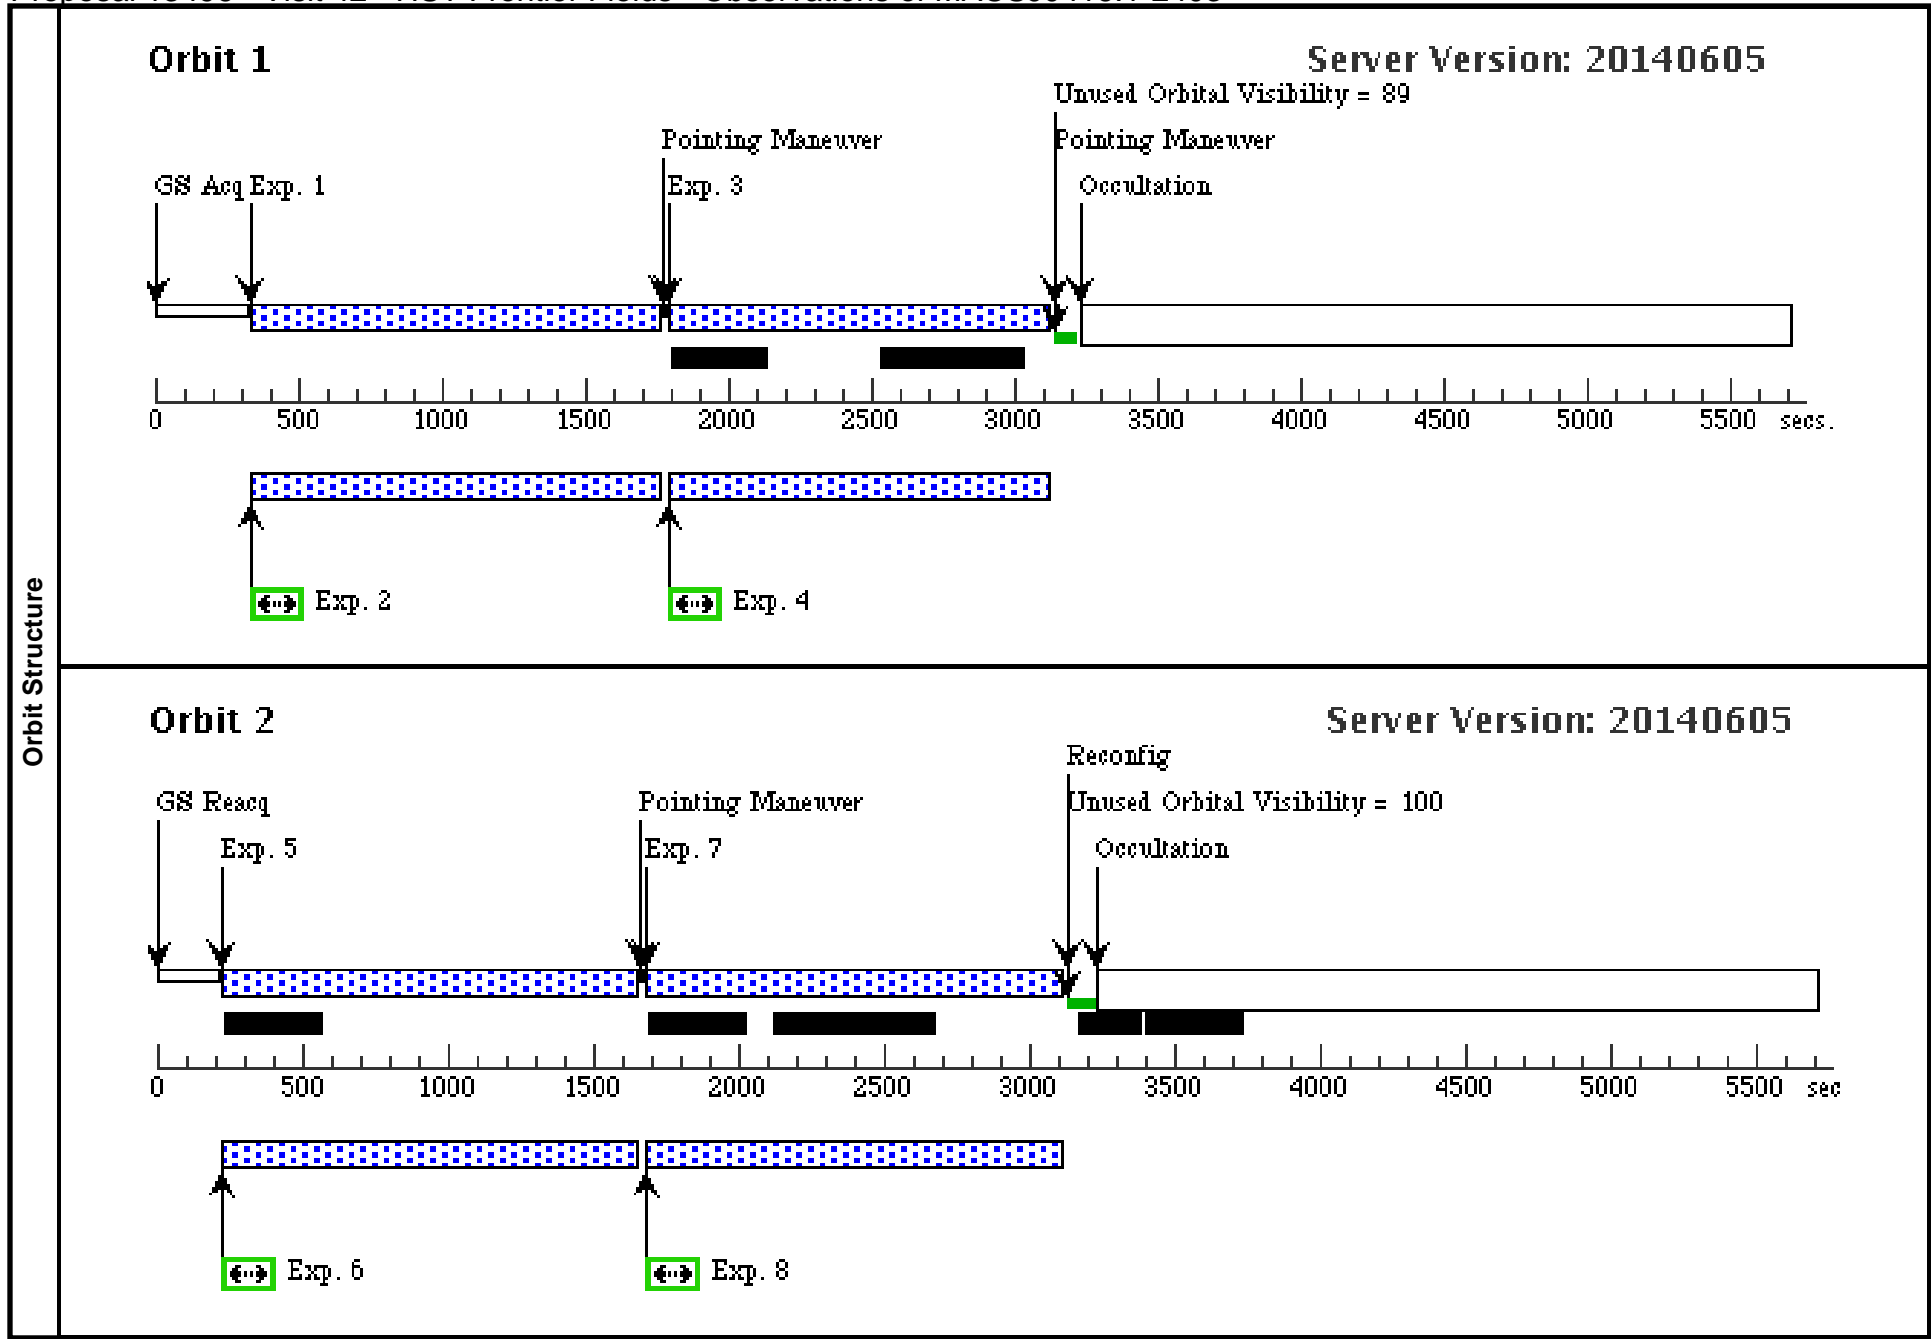 Orbit Structure
Orbit 1
Server Version: 20140605
Unused Orbital Visibility = 89
Pointing Maneuver
Pointing Maneuver
GS Acq
Exp. 1
Exp. 3
Occultation
0 500 1000 1500 2000 2500 3000 3500 4000 4500 5000 5500 secs.
Exp. 2
Exp. 4
Orbit 2
Server Version: 20140605
Reconfig
GS Reacq
Pointing Maneuver
Unused Orbital Visibility = 100
Exp. 5
Exp. 7
Occultation
0 500 1000 1500 2000 2500 3000 3500 4000 4500 5000 5500 sec
Exp. 6
Exp. 8